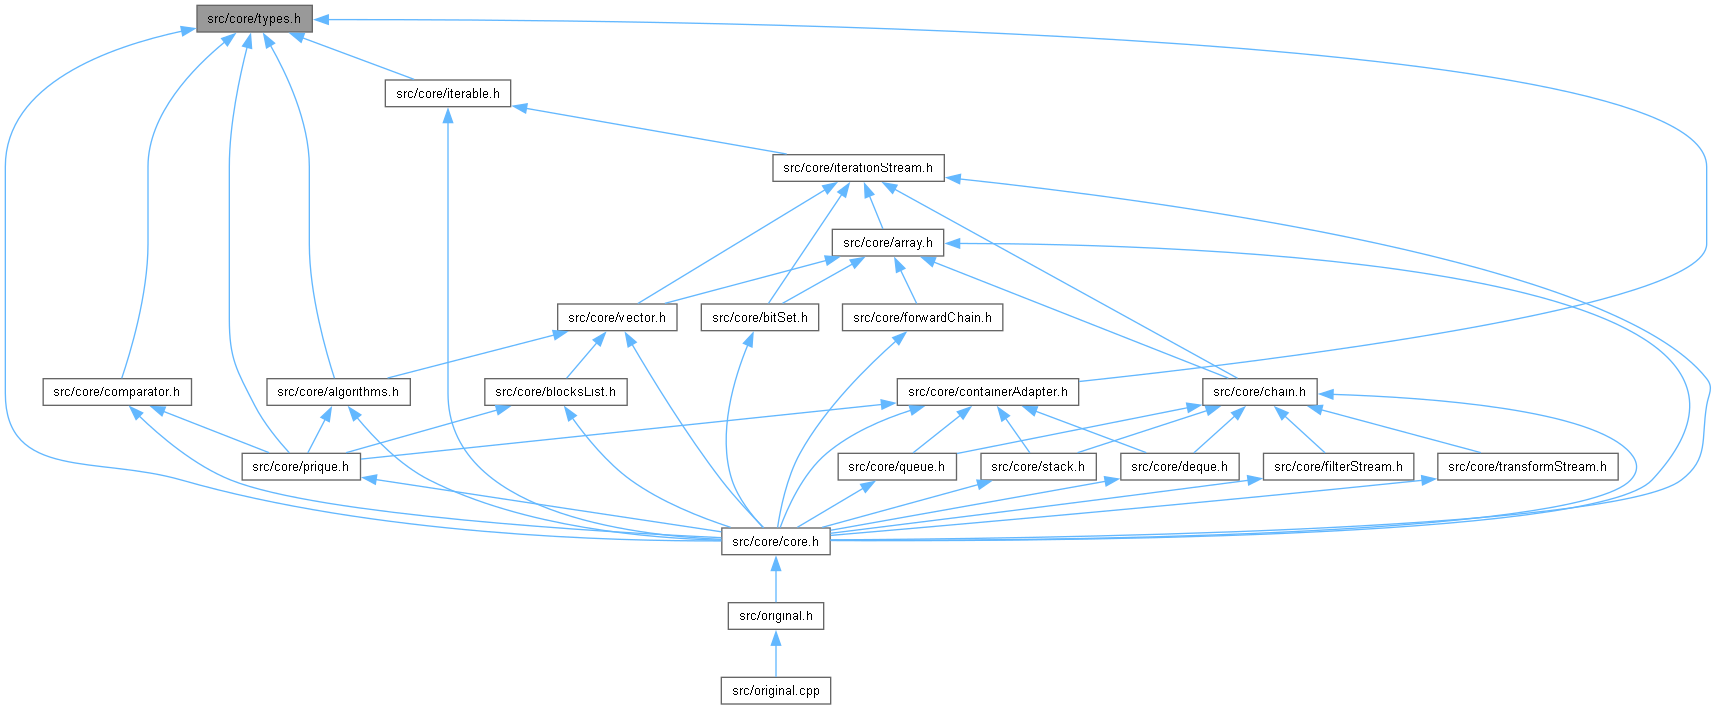 src/core/types.h
src/core/iterable.h
src/core/iterationStream.h
src/core/array.h
src/core/vector.h
src/core/bitSet.h
src/core/forwardChain.h
src/core/comparator.h
src/core/algorithms.h
src/core/blocksList.h
src/core/containerAdapter.h
src/core/chain.h
src/core/prique.h
src/core/queue.h
src/core/stack.h
src/core/deque.h
src/core/filterStream.h
src/core/transformStream.h
src/core/core.h
src/original.h
src/original.cpp